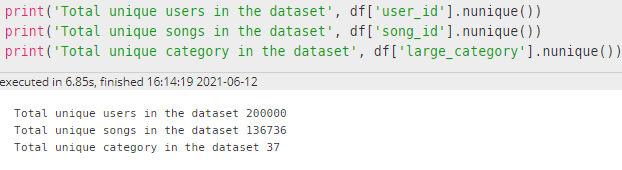 print('Total unique users in the dataset', df['user_id'].nunique())
print('Total unique songs in the dataset', df['song_id'].nunique())
print('Total unique category in the dataset', df['large_category'].nunique())
executed in 6.85s, finished 16:14:19 2021-06-12
Total unique users in the dataset 200000
Total unique songs in the dataset 136736
Total unique category in the dataset 37